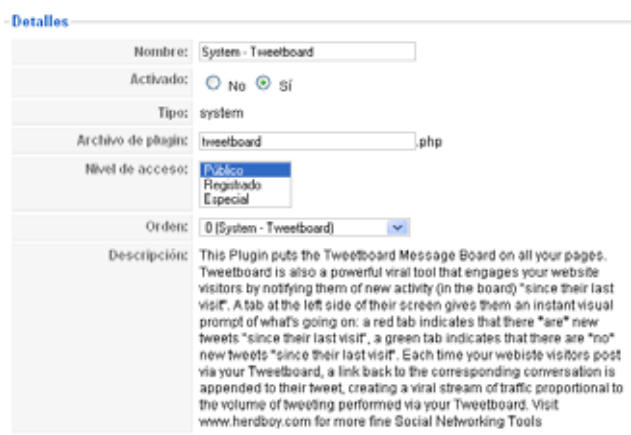 Detalles
Nombre: System - Tweetboard
Activado: No Sí
Tipo: system
Archivo de plugin: tweetboard .php
Nivel de acceso: Público
Registrado
Especial
Orden: 0 (System - Tweetboard)
Descripción: This Plugin puts the Tweetboard Message Board on all your pages.
Tweetboard is also a powerful viral tool that engages your website
visitors by notifying them of new activity (in the board) "since their last
visit". A tab at the left side of their screen gives them an instant visual
prompt of what's going on: a red tab indicates that there *are* new
tweets "since their last visit", a green tab indicates that there are *no*
new tweets "since their last visit". Each time your webiste visitors post
via your Tweetboard, a link back to the corresponding conversation is
appended to their tweet, creating a viral stream of traffic proportional to
the volume of tweeting performed via your Tweetboard. Visit
www.herdboy.com for more fine Social Networking Tools